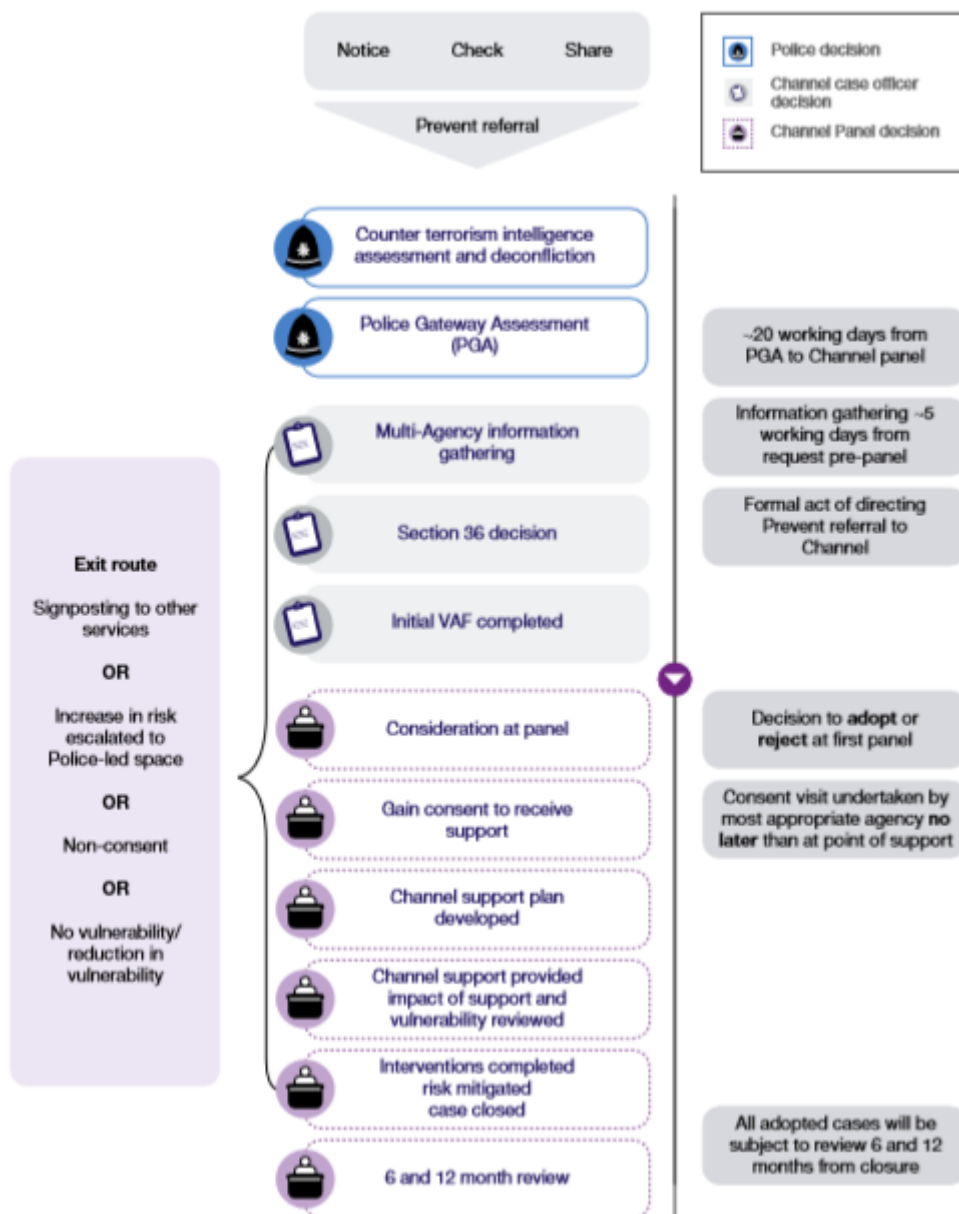 Notice Check Share
Prevent referral
Police decision
Channel case officer
decision
Channel Panel decision
Counter terrorism intelligence
assessment and deconfliction
Police Gateway Assessment
(PGA)
~20 working days from
PGA to Channel panel
Multi-Agency information
gathering
Information gathering ~5
working days from
request pre-panel
Section 36 decision
Formal act of directing
Prevent referral to
Channel
Initial VAF completed
Exit route
Signposting to other
services
OR
Increase in risk
escalated to
Police-led space
OR
Non-consent
OR
No vulnerability/
reduction in
vulnerability
Consideration at panel
Decision to adopt or
reject at first panel
Gain consent to receive
support
Consent visit undertaken by
most appropriate agency no
later than at point of support
Channel support plan
developed
Channel support provided
impact of support and
vulnerability reviewed
Interventions completed
risk mitigated
case closed
6 and 12 month review
All adopted cases will be
subject to review 6 and 12
months from closure